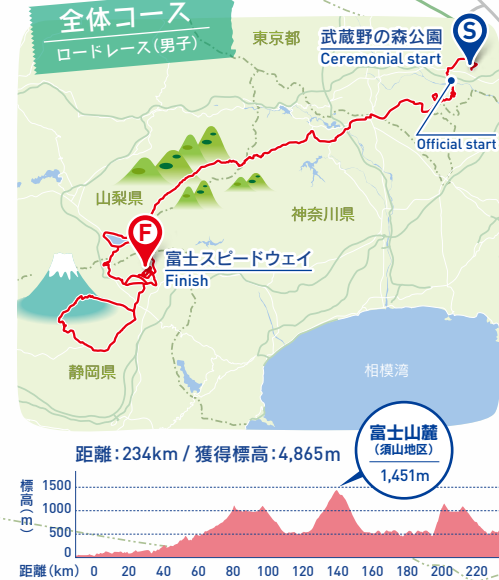 全体コース
ロードレース(男子)
東京都
武蔵野の森公園
Ceremonial start
S
Official start
山梨県
神奈川県
F
富士スピードウェイ
Finish
静岡県
相模湾
距離:234km / 獲得標高:4,865m
富士山麓
(須山地区)
1,451m
標高(m)
1500
1000
500
0
距離(km) 0 20 40 60 80 100 120 140 160 180 200 220